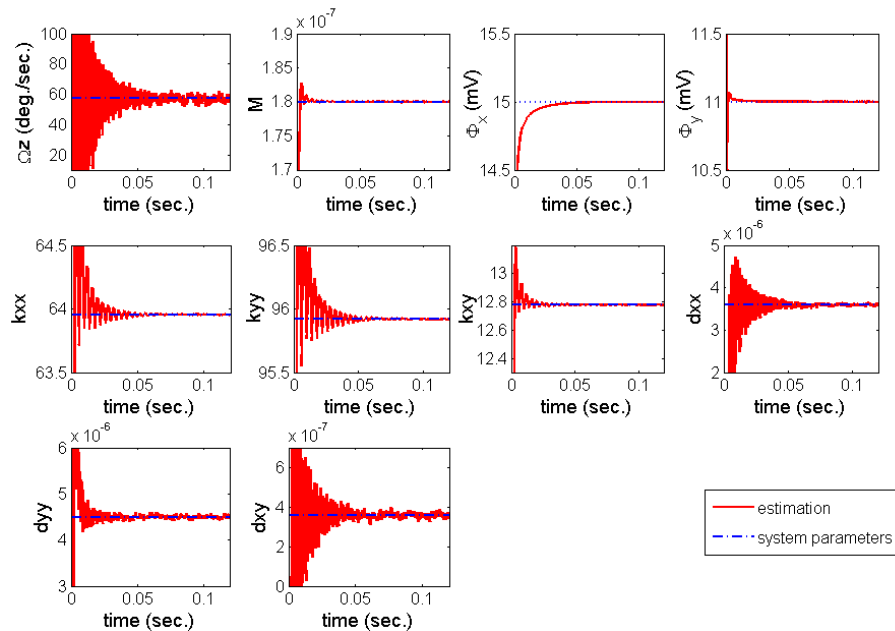 100
80
60
40
20
Ωz (deg./sec.)
0 0.05 0.1
time (sec.)
x 10⁻⁷
1.9
1.85
1.8
1.75
1.7
M
0 0.05 0.1
time (sec.)
15.5
15
14.5
Φx (mV)
0 0.05 0.1
time (sec.)
11.5
11
10.5
Φy (mV)
0 0.05 0.1
time (sec.)
64.5
64
63.5
kxx
0 0.05 0.1
time (sec.)
96.5
96
95.5
kyy
0 0.05 0.1
time (sec.)
13.2
13
12.8
12.6
12.4
kxy
0 0.05 0.1
time (sec.)
x 10⁻⁶
5
4
3
2
dxx
0 0.05 0.1
time (sec.)
x 10⁻⁶
6
5
4
3
dyy
0 0.05 0.1
time (sec.)
x 10⁻⁷
6
4
2
0
dxy
0 0.05 0.1
time (sec.)
estimation
system parameters